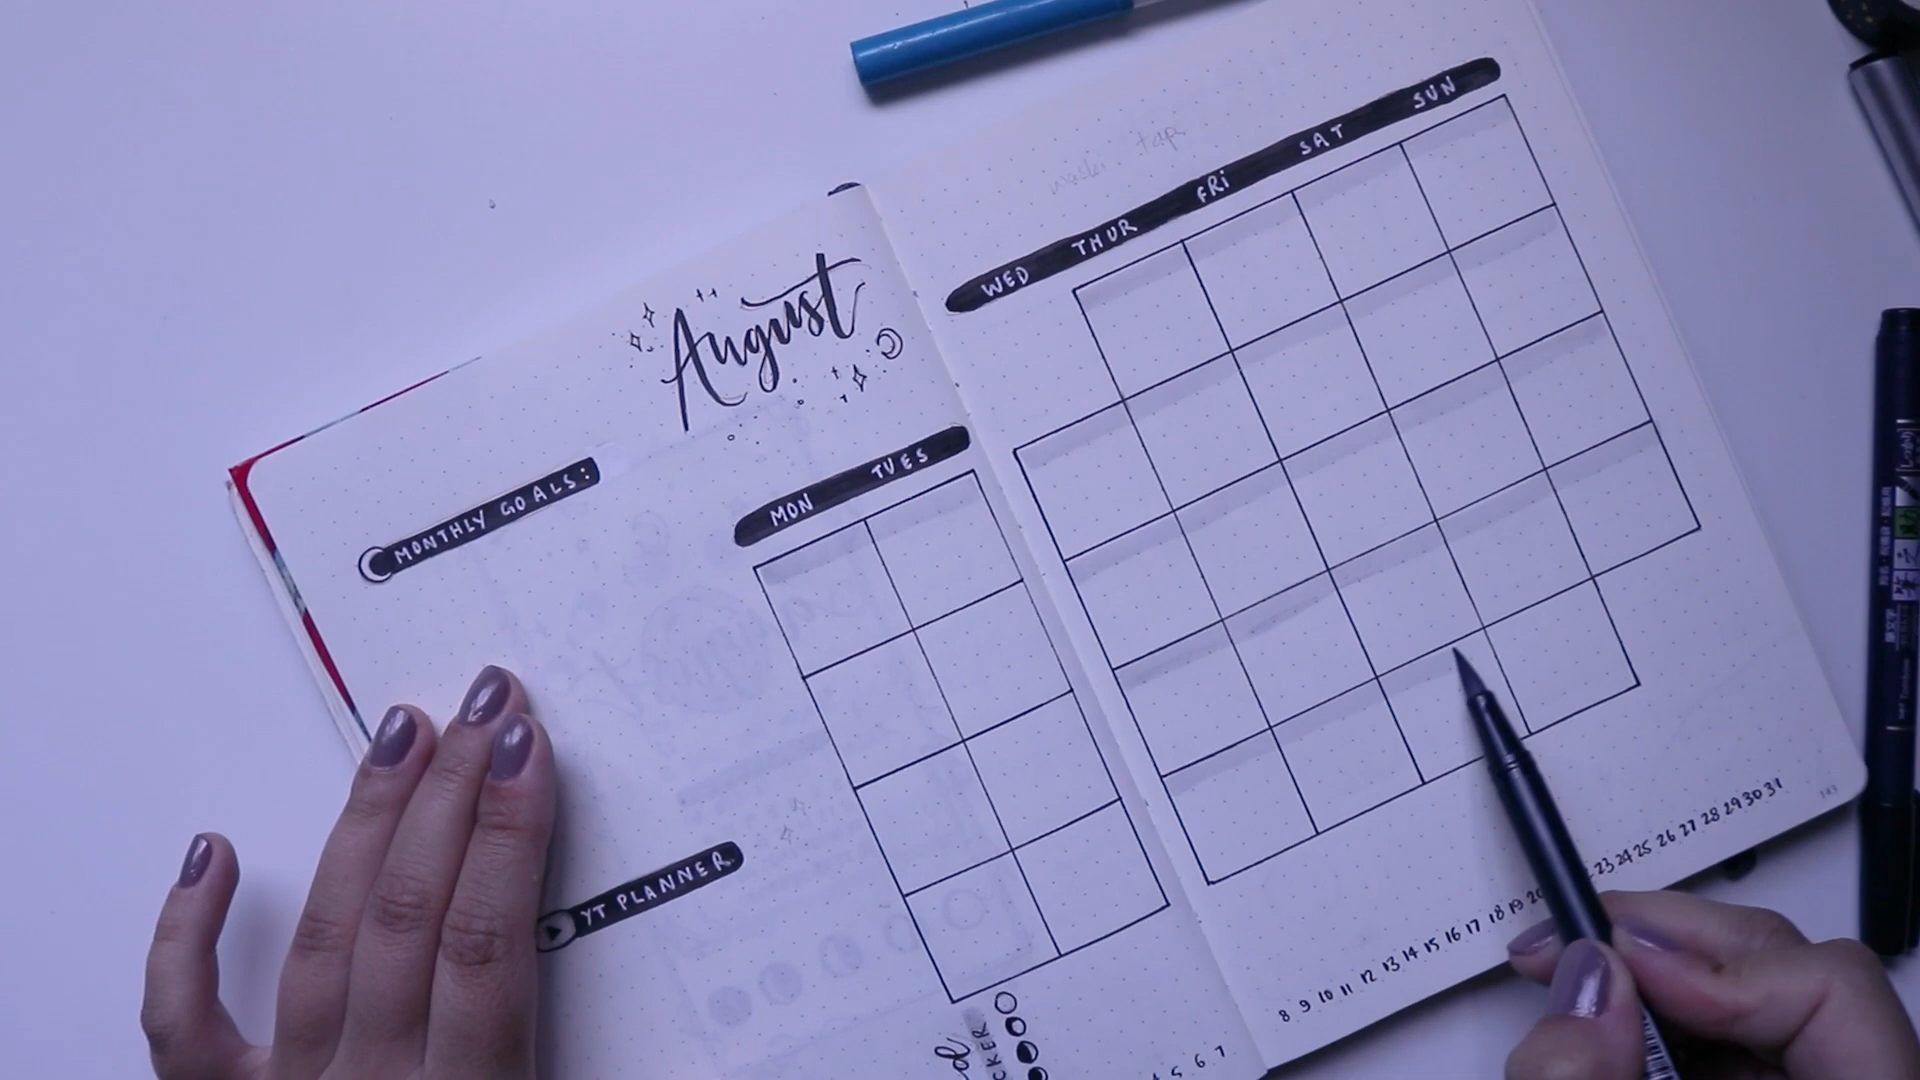 August
MONTHLY GOALS:
MON TUES
WED THUR FRi SAT SUN
YT PLANNER
5 6 7
8 9 10 11 12 13 14 15 16 17 18 19 20
23 24 25 26 27 28 29 30 31
143